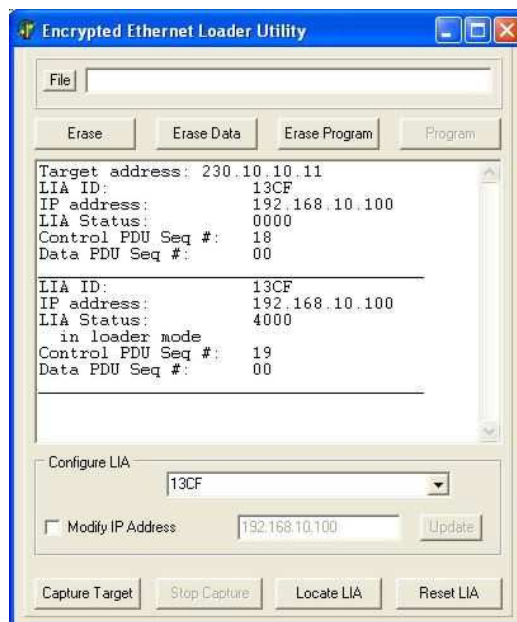 Encrypted Ethernet Loader Utility
File
Erase Erase Data Erase Program Program
Target address: 230.10.10.11
LIA ID: 13CF
IP address: 192.168.10.100
LIA Status: 0000
Control PDU Seq #: 18
Data PDU Seq #: 00
LIA ID: 13CF
IP address: 192.168.10.100
LIA Status: 4000
in loader mode
Control PDU Seq #: 19
Data PDU Seq #: 00
Configure LIA
13CF
Modify IP Address 192.168.10.100 Update
Capture Target Stop Capture Locate LIA Reset LIA